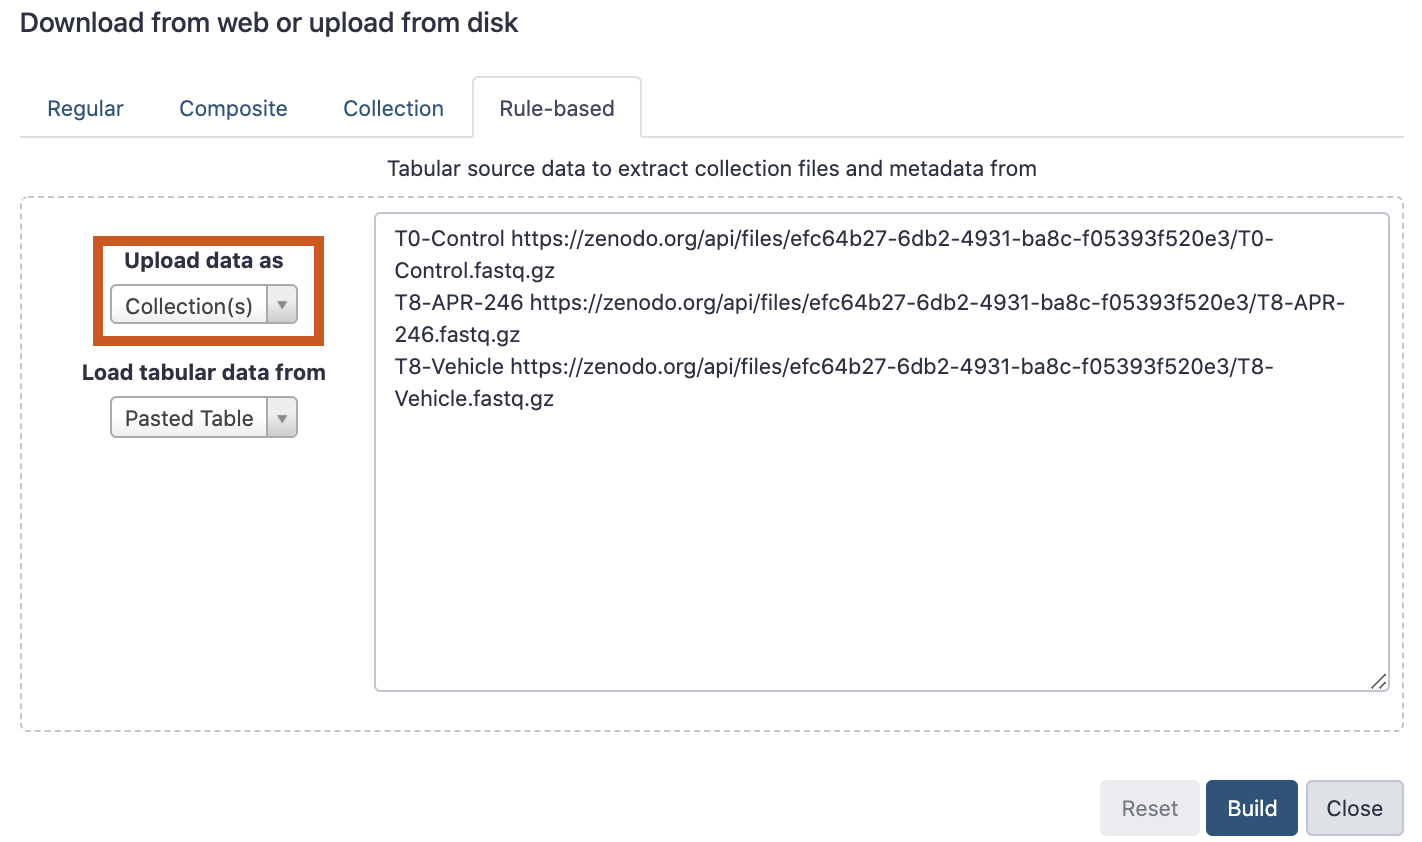 Download from web or upload from disk
Regular Composite Collection Rule-based
Tabular source data to extract collection files and metadata from
Upload data as
Collection(s)
Load tabular data from
Pasted Table
T0-Control https://zenodo.org/api/files/efc64b27-6db2-4931-ba8c-f05393f520e3/T0-
Control.fastq.gz
T8-APR-246 https://zenodo.org/api/files/efc64b27-6db2-4931-ba8c-f05393f520e3/T8-APR-
246.fastq.gz
T8-Vehicle https://zenodo.org/api/files/efc64b27-6db2-4931-ba8c-f05393f520e3/T8-
Vehicle.fastq.gz
Reset Build Close